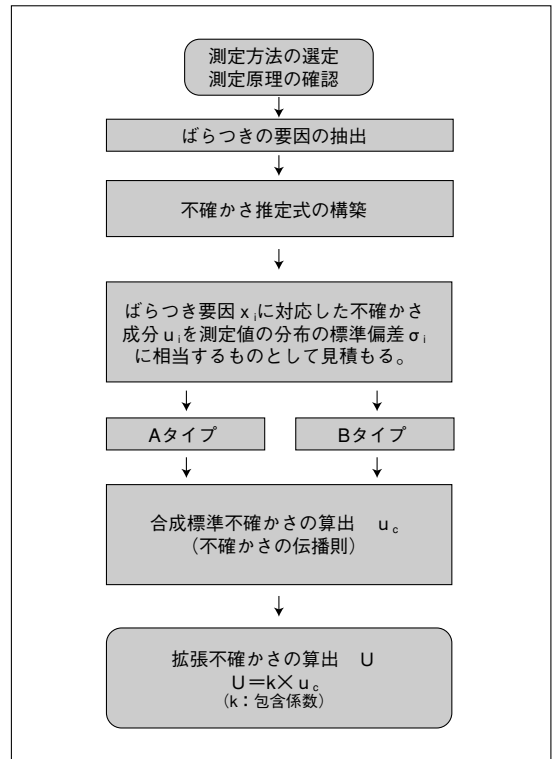 測定方法の選定
測定原理の確認
ばらつきの要因の抽出
不確かさ推定式の構築
ばらつき要因xiに対応した不確かさ
成分uiを測定値の分布の標準偏差σi
に相当するものとして見積もる。
Aタイプ
Bタイプ
合成標準不確かさの算出　uc
(不確かさの伝播則)
拡張不確かさの算出　U
U=k×uc
(k:包含係数)